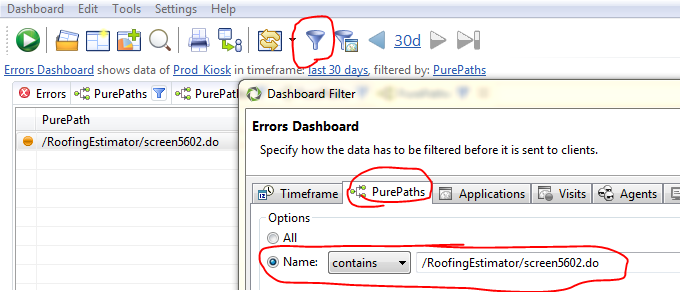 Dashboard Edit Tools Settings Help
30d
Errors Dashboard shows data of Prod_Kiosk in timeframe: last 30 days, filtered by: PurePaths
Errors PurePaths PurePath
Dashboard Filter
PurePath
/RoofingEstimator/screen5602.do
Errors Dashboard
Specify how the data has to be filtered before it is sent to clients.
Timeframe PurePaths Applications Visits Agents
Options
All
Name: contains /RoofingEstimator/screen5602.do